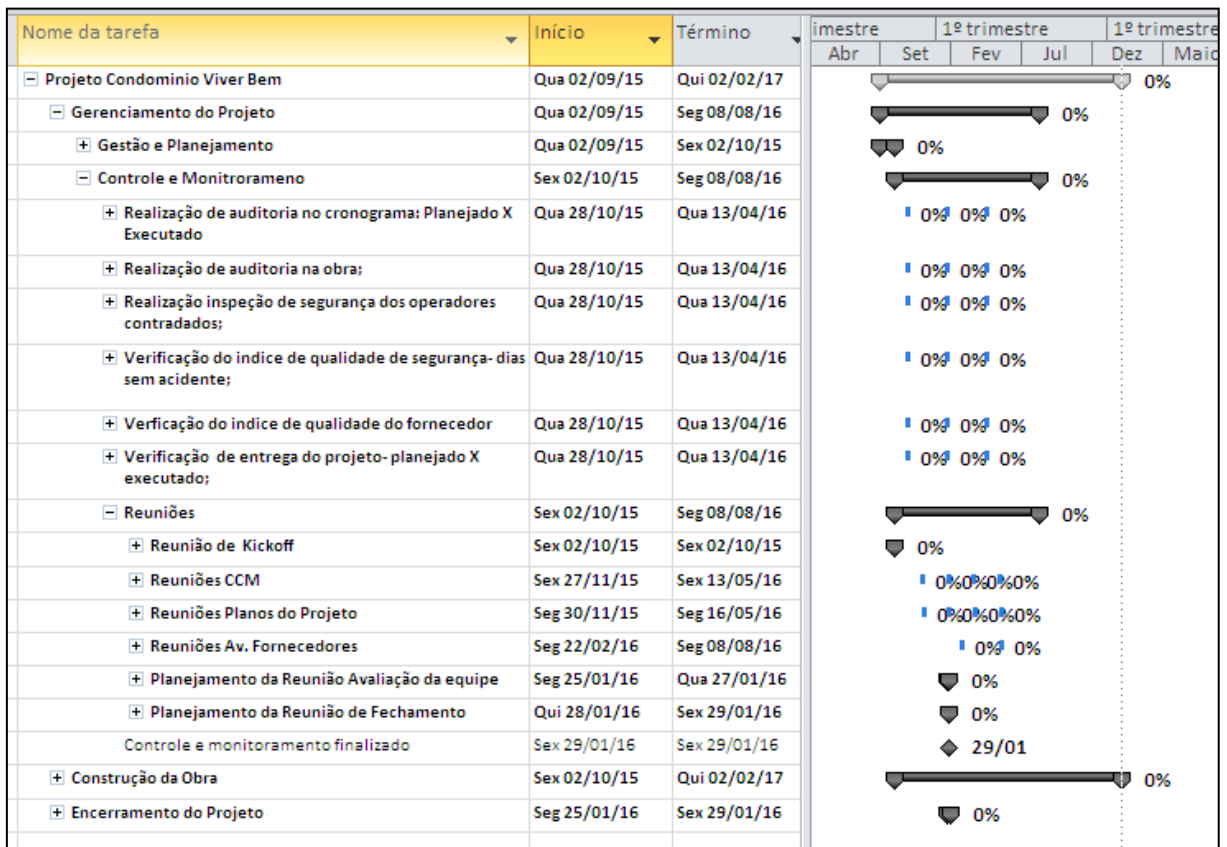 Nome da tarefa Início Término imestre 1º trimestre 1º trimestre
Abr Set Fev Jul Dez Maio
Projeto Condominio Viver Bem Qua 02/09/15 Qui 02/02/17 0%
Gerenciamento do Projeto Qua 02/09/15 Seg 08/08/16 0%
Gestão e Planejamento Qua 02/09/15 Sex 02/10/15 0%
Controle e Monitrorameno Sex 02/10/15 Seg 08/08/16 0%
Realização de auditoria no cronograma: Planejado X Qua 28/10/15 Qua 13/04/16 0% 0% 0%
Executado
Realização de auditoria na obra; Qua 28/10/15 Qua 13/04/16 0% 0% 0%
Realização inspeção de segurança dos operadores Qua 28/10/15 Qua 13/04/16 0% 0% 0%
contradados;
Verificação do indice de qualidade de segurança- dias Qua 28/10/15 Qua 13/04/16 0% 0% 0%
sem acidente;
Verficação do indice de qualidade do fornecedor Qua 28/10/15 Qua 13/04/16 0% 0% 0%
Verificação de entrega do projeto- planejado X Qua 28/10/15 Qua 13/04/16 0% 0% 0%
executado;
Reuniões Sex 02/10/15 Seg 08/08/16 0%
Reunião de Kickoff Sex 02/10/15 Sex 02/10/15 0%
Reuniões CCM Sex 27/11/15 Sex 13/05/16 0%0%0%0%
Reuniões Planos do Projeto Seg 30/11/15 Seg 16/05/16 0%0%0%0%
Reuniões Av. Fornecedores Seg 22/02/16 Seg 08/08/16 0% 0%
Planejamento da Reunião Avaliação da equipe Seg 25/01/16 Qua 27/01/16 0%
Planejamento da Reunião de Fechamento Qui 28/01/16 Sex 29/01/16 0%
Controle e monitoramento finalizado Sex 29/01/16 Sex 29/01/16 29/01
Construção da Obra Sex 02/10/15 Qui 02/02/17 0%
Encerramento do Projeto Seg 25/01/16 Sex 29/01/16 0%